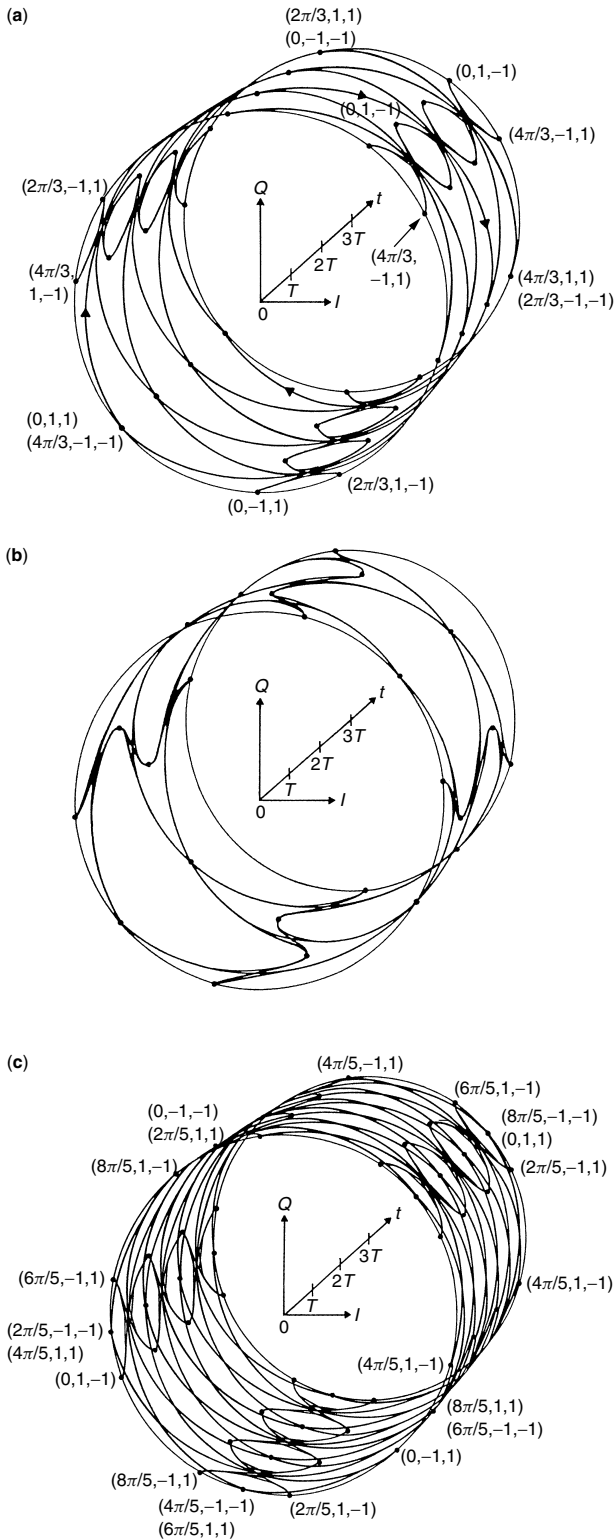 (a)
(2π/3,1,1)
(0,–1,–1)
(0,1,–1)
(0,1,–1)
(4π/3,–1,1)
(2π/3,–1,1)
Q
t
3T
2T
T
0
I
(4π/3,
–1,1)
(4π/3,
1,–1)
(4π/3,1,1)
(2π/3,–1,–1)
(0,1,1)
(4π/3,–1,–1)
(2π/3,1,–1)
(0,–1,1)
(b)
Q
t
3T
2T
T
0
I
(c)
(4π/5,–1,1)
(6π/5,1,–1)
(0,–1,–1)
(2π/5,1,1)
(8π/5,–1,–1)
(0,1,1)
(8π/5,1,–1)
(2π/5,–1,1)
Q
t
3T
2T
T
0
I
(6π/5,–1,1)
(4π/5,1,–1)
(2π/5,–1,–1)
(4π/5,1,1)
(4π/5,1,–1)
(0,1,–1)
(8π/5,1,1)
(6π/5,–1,–1)
(0,–1,1)
(8π/5,–1,1)
(4π/5,–1,–1)
(6π/5,1,1)
(2π/5,1,–1)